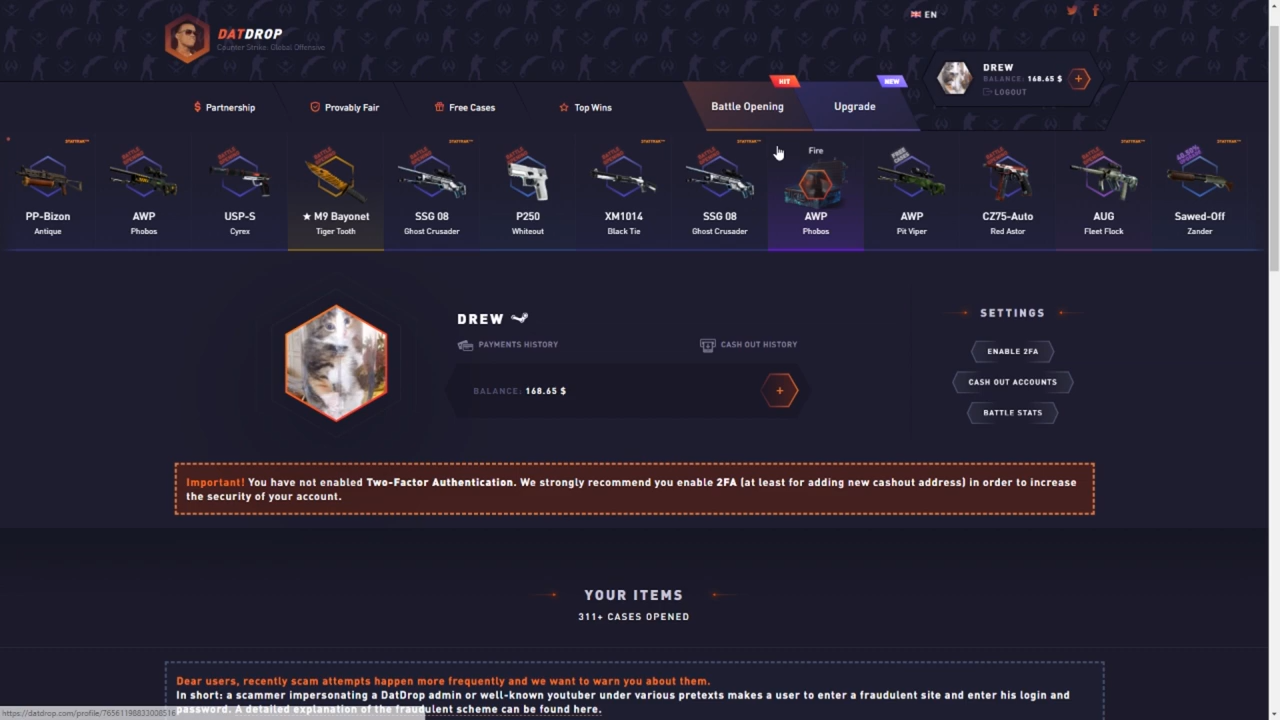 EN
DATDROP
Counter Strike: Global Offensive
DREW
BALANCE: 168.65 $
LOGOUT
HIT
NEW
Partnership
Provably Fair
Free Cases
Top Wins
Battle Opening
Upgrade
Fire
PP-Bizon
Antique
AWP
Phobos
USP-S
Cyrex
★ M9 Bayonet
Tiger Tooth
SSG 08
Ghost Crusader
P250
Whiteout
XM1014
Black Tie
SSG 08
Ghost Crusader
AWP
Phobos
AWP
Pit Viper
CZ75-Auto
Red Astor
AUG
Fleet Flock
Sawed-Off
Zander
DREW
PAYMENTS HISTORY
CASH OUT HISTORY
BALANCE: 168.65 $
SETTINGS
ENABLE 2FA
CASH OUT ACCOUNTS
BATTLE STATS
Important! You have not enabled Two-Factor Authentication. We strongly recommend you enable 2FA (at least for adding new cashout address) in order to increase
the security of your account.
YOUR ITEMS
311+ CASES OPENED
Dear users, recently scam attempts happen more frequently and we want to warn you about them.
In short: a scammer impersonating a DatDrop admin or well-known youtuber under various pretexts makes a user to enter a fraudulent site and enter his login and
password. A detailed explanation of the fraudulent scheme can be found here.